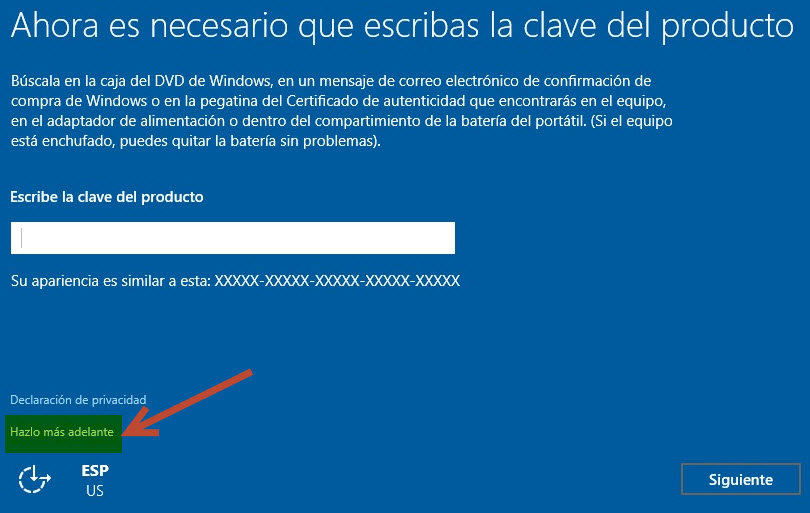 Ahora es necesario que escribas la clave del producto
Búscala en la caja del DVD de Windows, en un mensaje de correo electrónico de confirmación de
compra de Windows o en la pegatina del Certificado de autenticidad que encontrarás en el equipo,
en el adaptador de alimentación o dentro del compartimiento de la batería del portátil. (Si el equipo
está enchufado, puedes quitar la batería sin problemas).
Escribe la clave del producto
Su apariencia es similar a esta: XXXXX-XXXXX-XXXXX-XXXXX-XXXXX
Declaración de privacidad
Hazlo más adelante
ESP
US
Siguiente